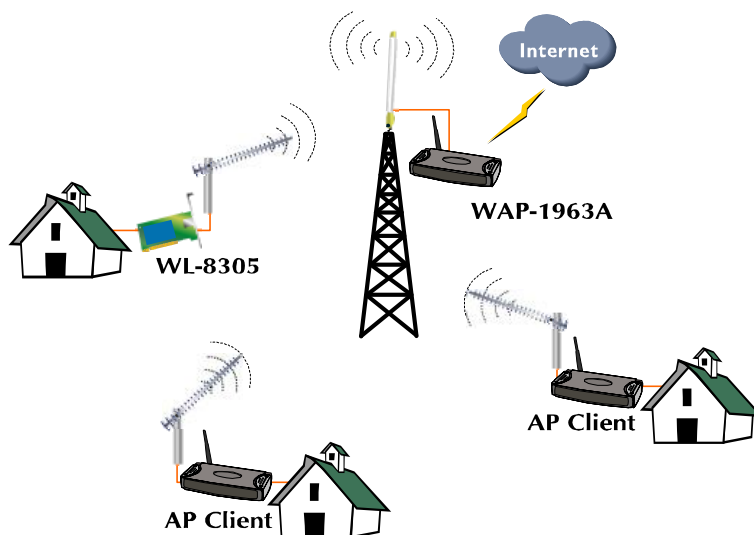 Internet
WAP-1963A
WL-8305
AP Client
AP Client